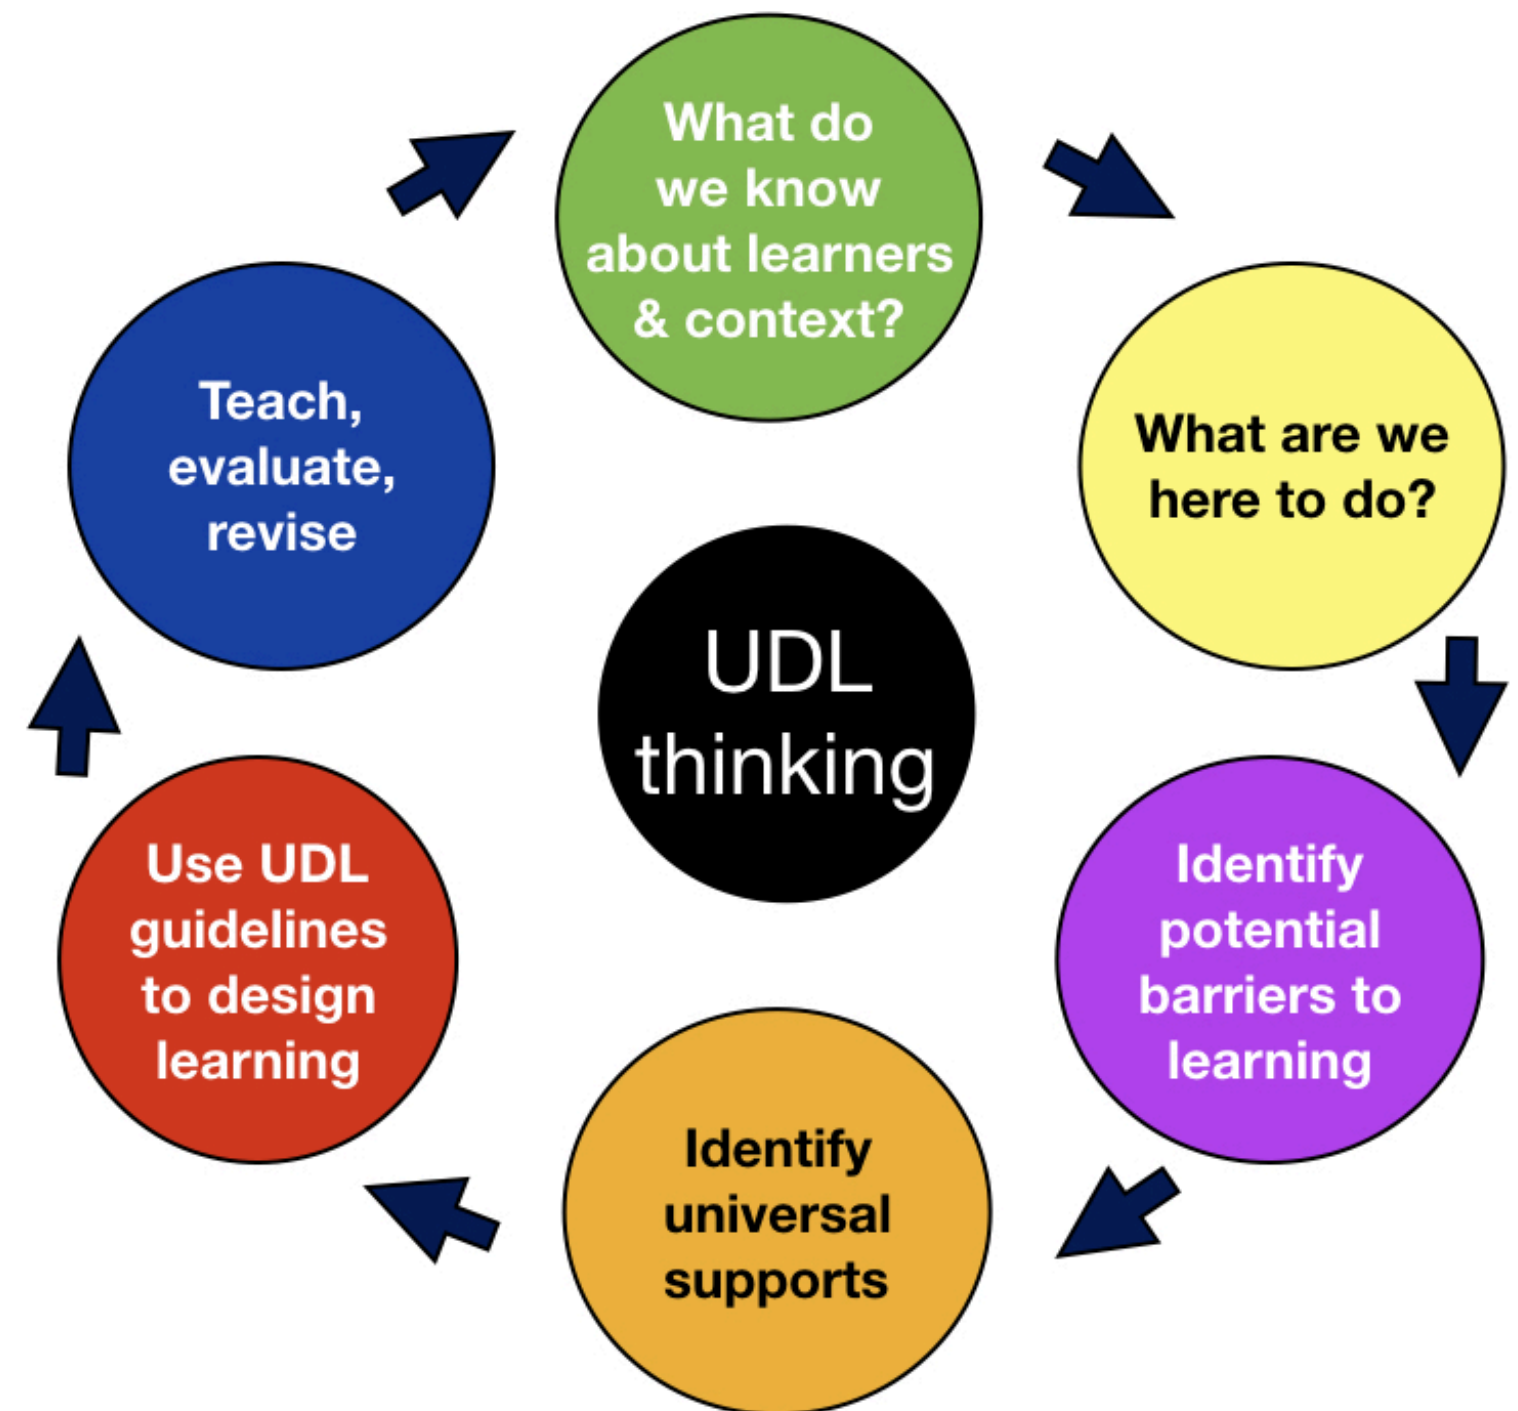 What do
we know
about learners
& context?
What are we
here to do?
Identify
potential
barriers to
learning
Identify
universal
supports
Use UDL
guidelines
to design
learning
Teach,
evaluate,
revise
UDL
thinking